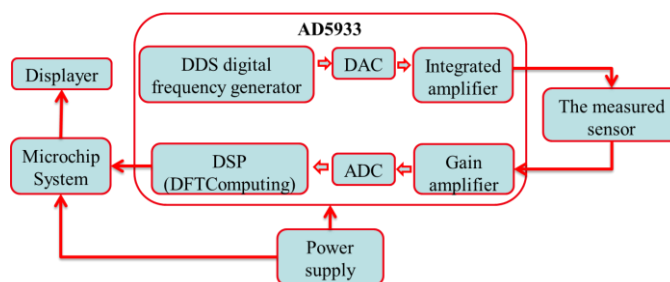 AD5933
Displayer
DDS digital
frequency generator
DAC
Integrated
amplifier
The measured
sensor
Microchip
System
DSP
(DFTComputing)
ADC
Gain
amplifier
Power
supply